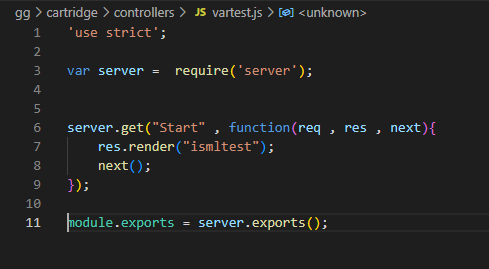 gg > cartridge > controllers > JS vartest.js > <unknown>
1 'use strict';
2
3 var server =  require('server');
4
5
6 server.get("Start" , function(req , res , next){
7     res.render("ismltest");
8     next();
9 });
10
11 module.exports = server.exports();